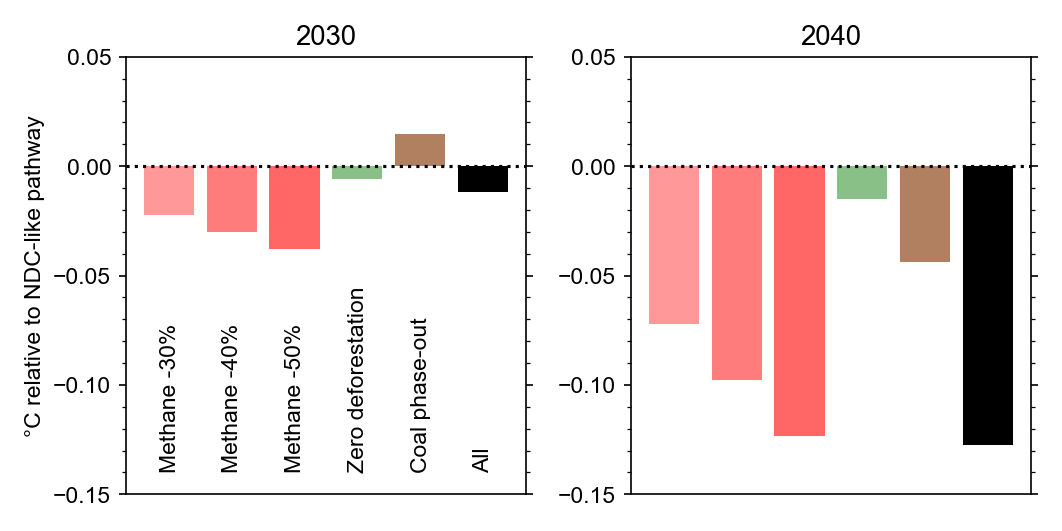 2030
2040
°C relative to NDC-like pathway
0.05
0.00
−0.05
−0.10
−0.15
Methane -30%
Methane -40%
Methane -50%
Zero deforestation
Coal phase-out
All
0.05
0.00
−0.05
−0.10
−0.15